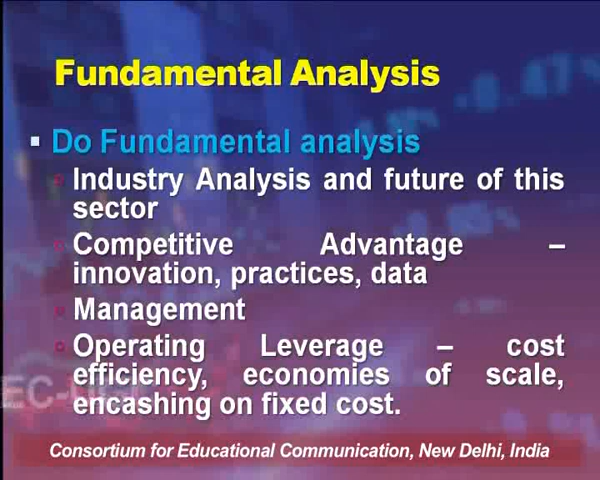 Fundamental Analysis
▪ Do Fundamental analysis
Industry Analysis and future of this
sector
Competitive Advantage –
innovation, practices, data
Management
Operating Leverage – cost
efficiency, economies of scale,
encashing on fixed cost.
Consortium for Educational Communication, New Delhi, India